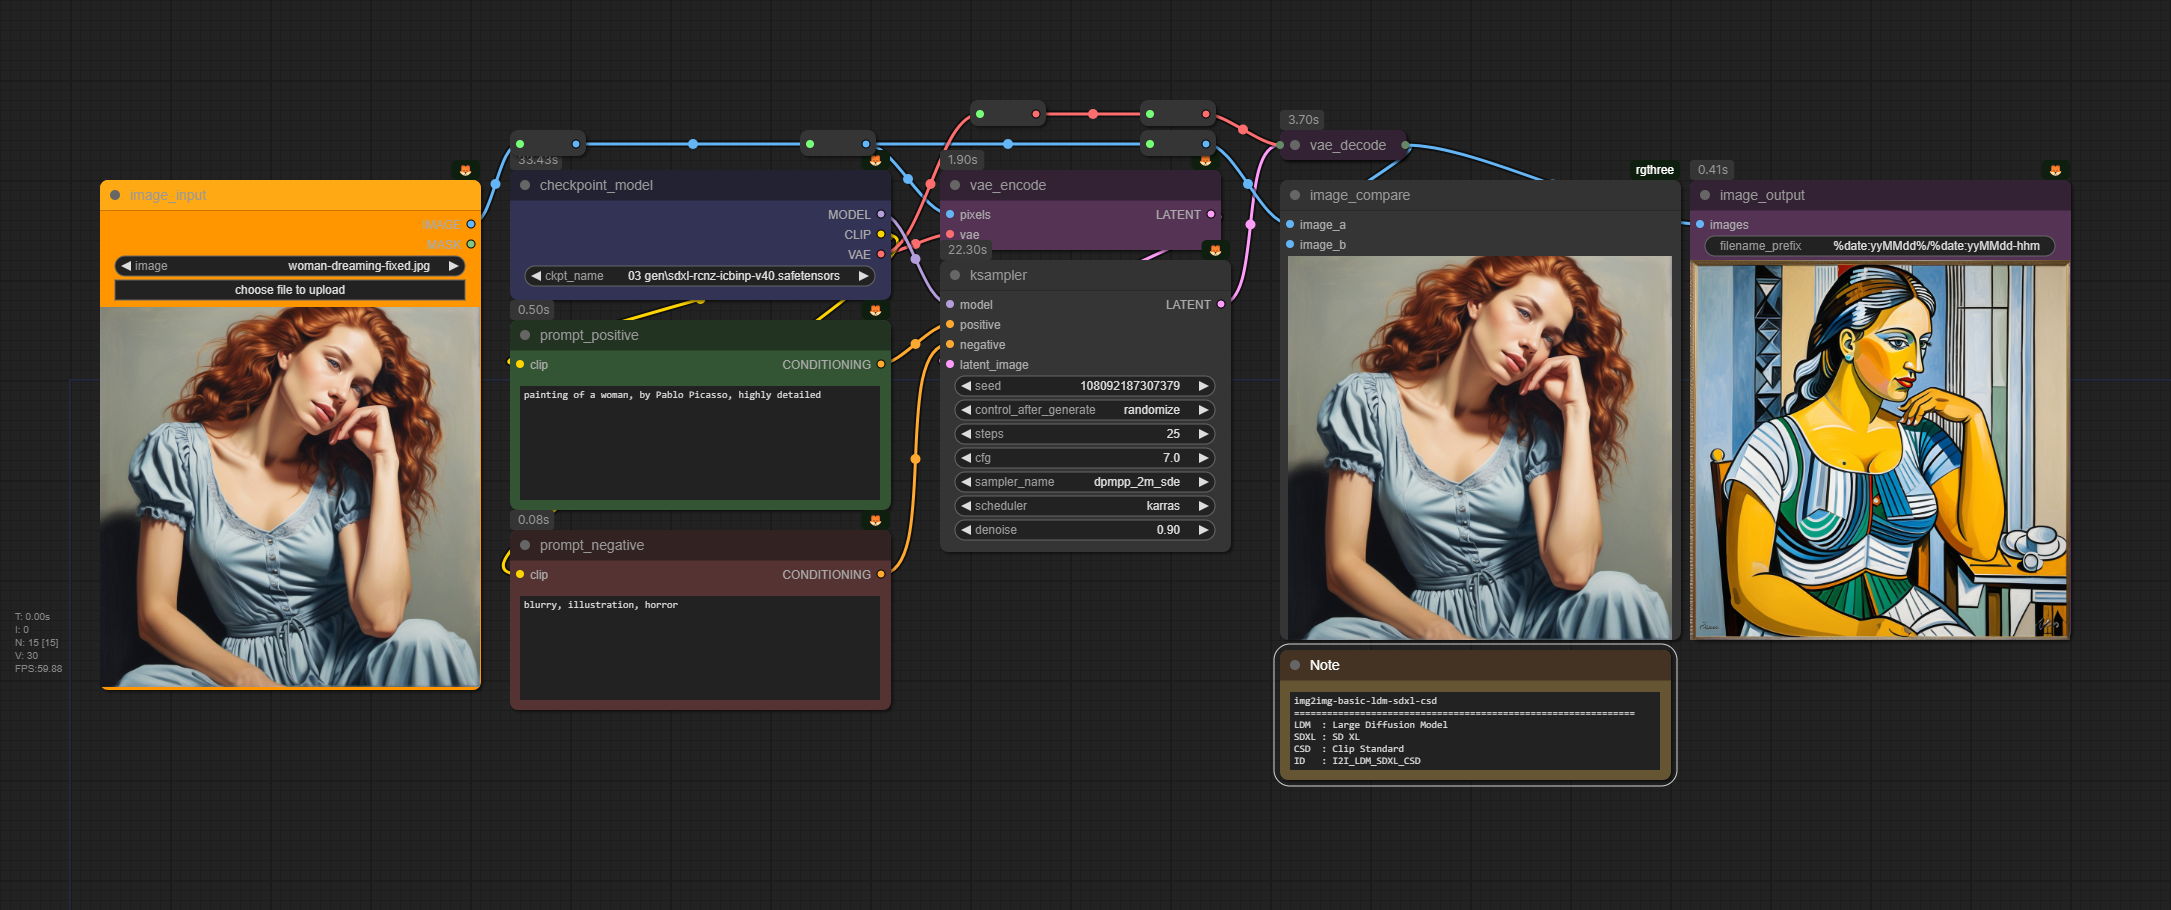 image_input
IMAGE
MASK
image woman-dreaming-fixed.jpg
choose file to upload
T: 0.00s
I: 0
N: 15 [15]
V: 30
FPS:59.88
33.43s
checkpoint_model
MODEL
CLIP
VAE
ckpt_name 03 gen\sdxl-rcnz-icbinp-v40.safetensors
0.50s
prompt_positive
clip CONDITIONING
painting of a woman, by Pablo Picasso, highly detailed
0.08s
prompt_negative
clip CONDITIONING
blurry, illustration, horror
1.90s
vae_encode
pixels LATENT
vae
22.30s
ksampler
model LATENT
positive
negative
latent_image
seed 108092187307379
control_after_generate randomize
steps 25
cfg 7.0
sampler_name dpmpp_2m_sde
scheduler karras
denoise 0.90
3.70s
vae_decode
rgthree
image_compare
image_a
image_b
Note
img2img-basic-ldm-sdxl-csd
==============================================================
LDM : Large Diffusion Model
SDXL : SD XL
CSD : Clip Standard
ID : I2I_LDM_SDXL_CSD
0.41s
image_output
images
filename_prefix %date:yyMMdd%/%date:yyMMdd-hhm